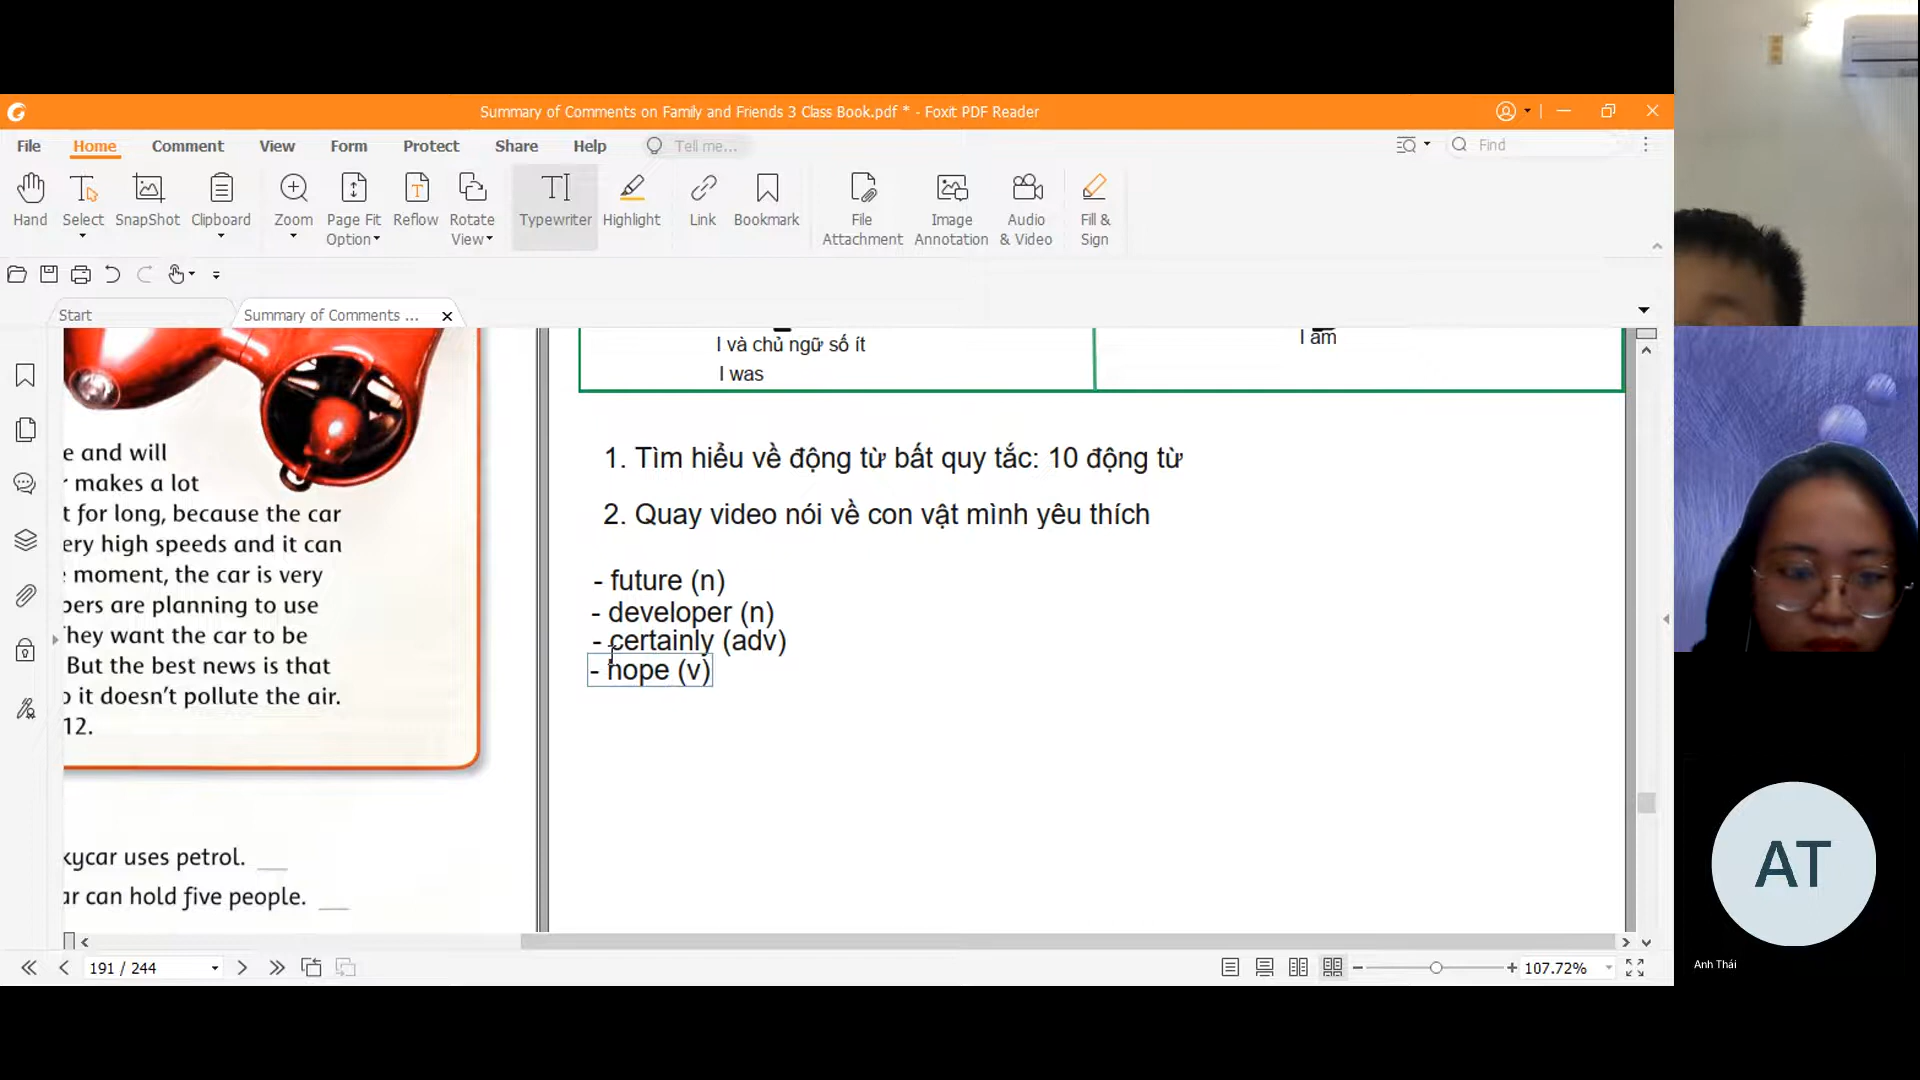 Summary of Comments on Family and Friends 3 Class Book.pdf * - Foxit PDF Reader
File Home Comment View Form Protect Share Help Tell me... Find
Hand Select SnapShot Clipboard Zoom Page Fit Option Reflow Rotate View Typewriter Highlight Link Bookmark File Attachment Image Annotation Audio & Video Fill & Sign
Start Summary of Comments ...
e and will
makes a lot
t for long, because the car
ery high speeds and it can
moment, the car is very
pers are planning to use
They want the car to be
But the best news is that
o it doesn't pollute the air.
12.
kycar uses petrol. __
ar can hold five people. __
I và chủ ngữ số ít
I was
I am
1. Tìm hiểu về động từ bất quy tắc: 10 động từ
2. Quay video nói về con vật mình yêu thích
- future (n)
- developer (n)
- certainly (adv)
- hope (v)
191 / 244
107.72%
AT
Anh Thái